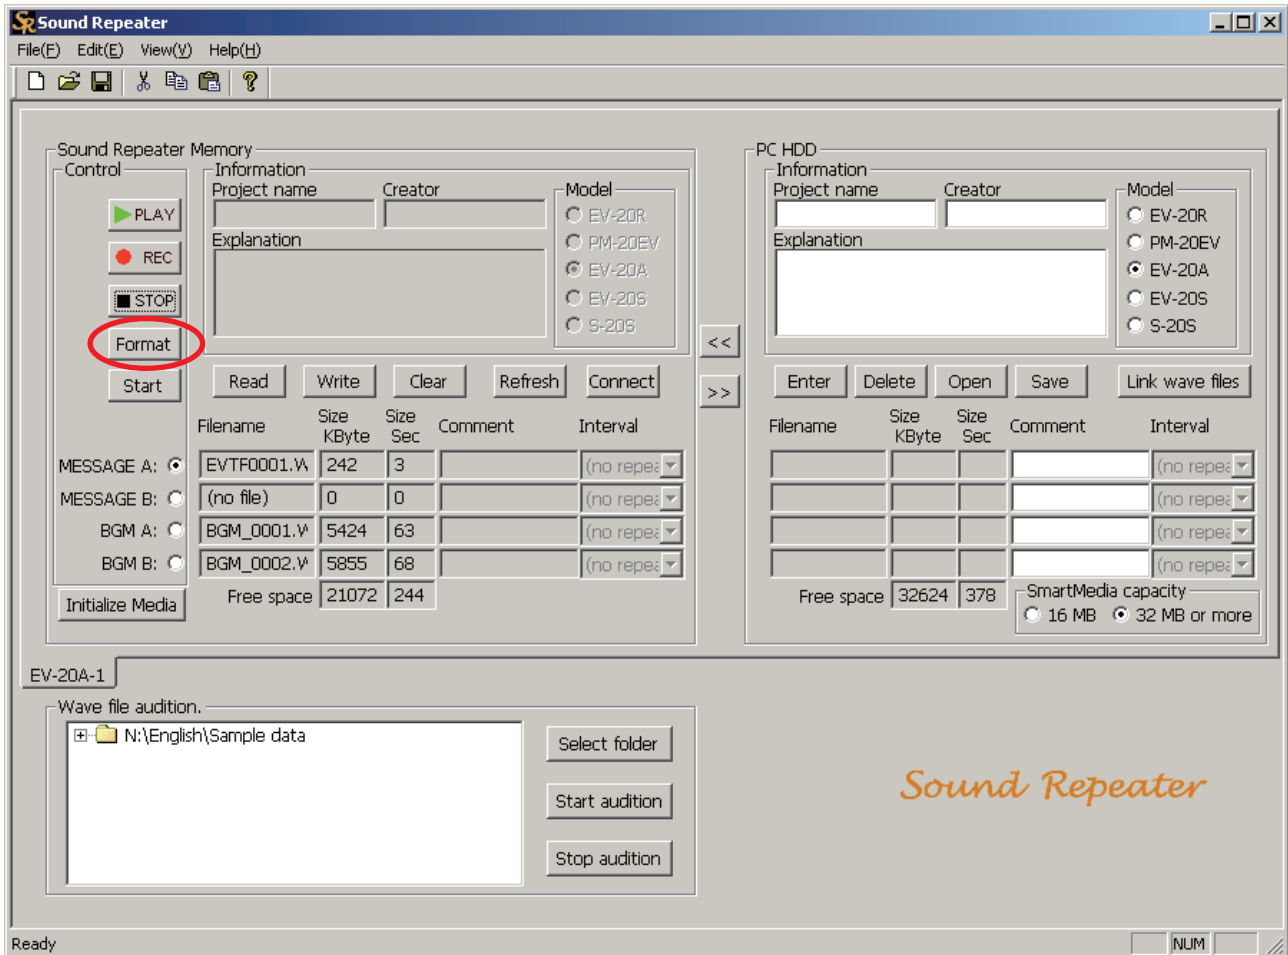 Sound Repeater
File(F) Edit(E) View(V) Help(H)
Sound Repeater Memory
Control
PLAY
REC
STOP
Format
Start
Information
Project name Creator
Explanation
Model
EV-20R
PM-20EV
EV-20A
EV-20S
S-20S
Read Write Clear Refresh Connect
Filename Size KByte Size Sec Comment Interval
MESSAGE A: EVTF0001.W 242 3 (no repea
MESSAGE B: (no file) 0 0 (no repea
BGM A: BGM_0001.W 5424 63 (no repea
BGM B: BGM_0002.W 5855 68 (no repea
Initialize Media
Free space 21072 244
<<
>>
PC HDD
Information
Project name Creator
Explanation
Model
EV-20R
PM-20EV
EV-20A
EV-20S
S-20S
Enter Delete Open Save Link wave files
Filename Size KByte Size Sec Comment Interval
(no repea
(no repea
(no repea
(no repea
Free space 32624 378
SmartMedia capacity
16 MB 32 MB or more
EV-20A-1
Wave file audition.
N:\English\Sample data
Select folder
Start audition
Stop audition
Sound Repeater
Ready NUM